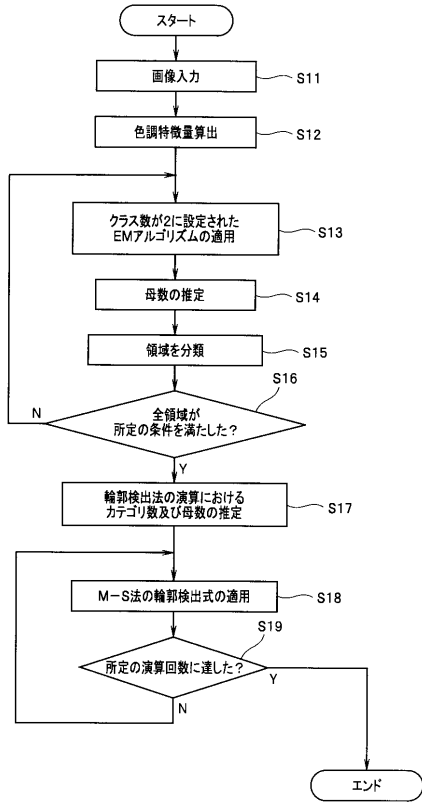 スタート
画像入力
S11
色調特徴量算出
S12
クラス数が2に設定された
EMアルゴリズムの適用
S13
母数の推定
S14
領域を分類
S15
S16
N
全領域が
所定の条件を満たした？
Y
輪郭検出法の演算における
カテゴリ数及び母数の推定
S17
M－S法の輪郭検出式の適用
S18
S19
所定の演算回数に達した？
Y
N
エンド